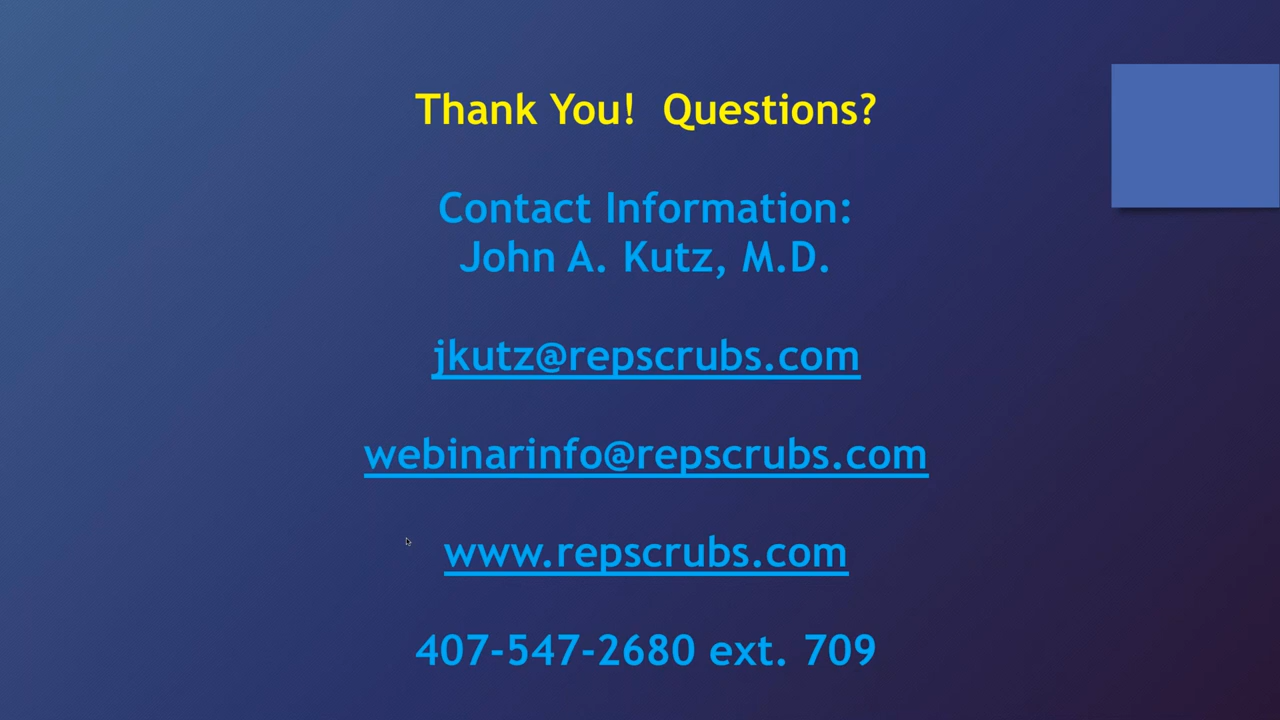 Thank You!  Questions?
Contact Information:
John A. Kutz, M.D.
jkutz@repscrubs.com
webinarinfo@repscrubs.com
www.repscrubs.com
407-547-2680 ext. 709